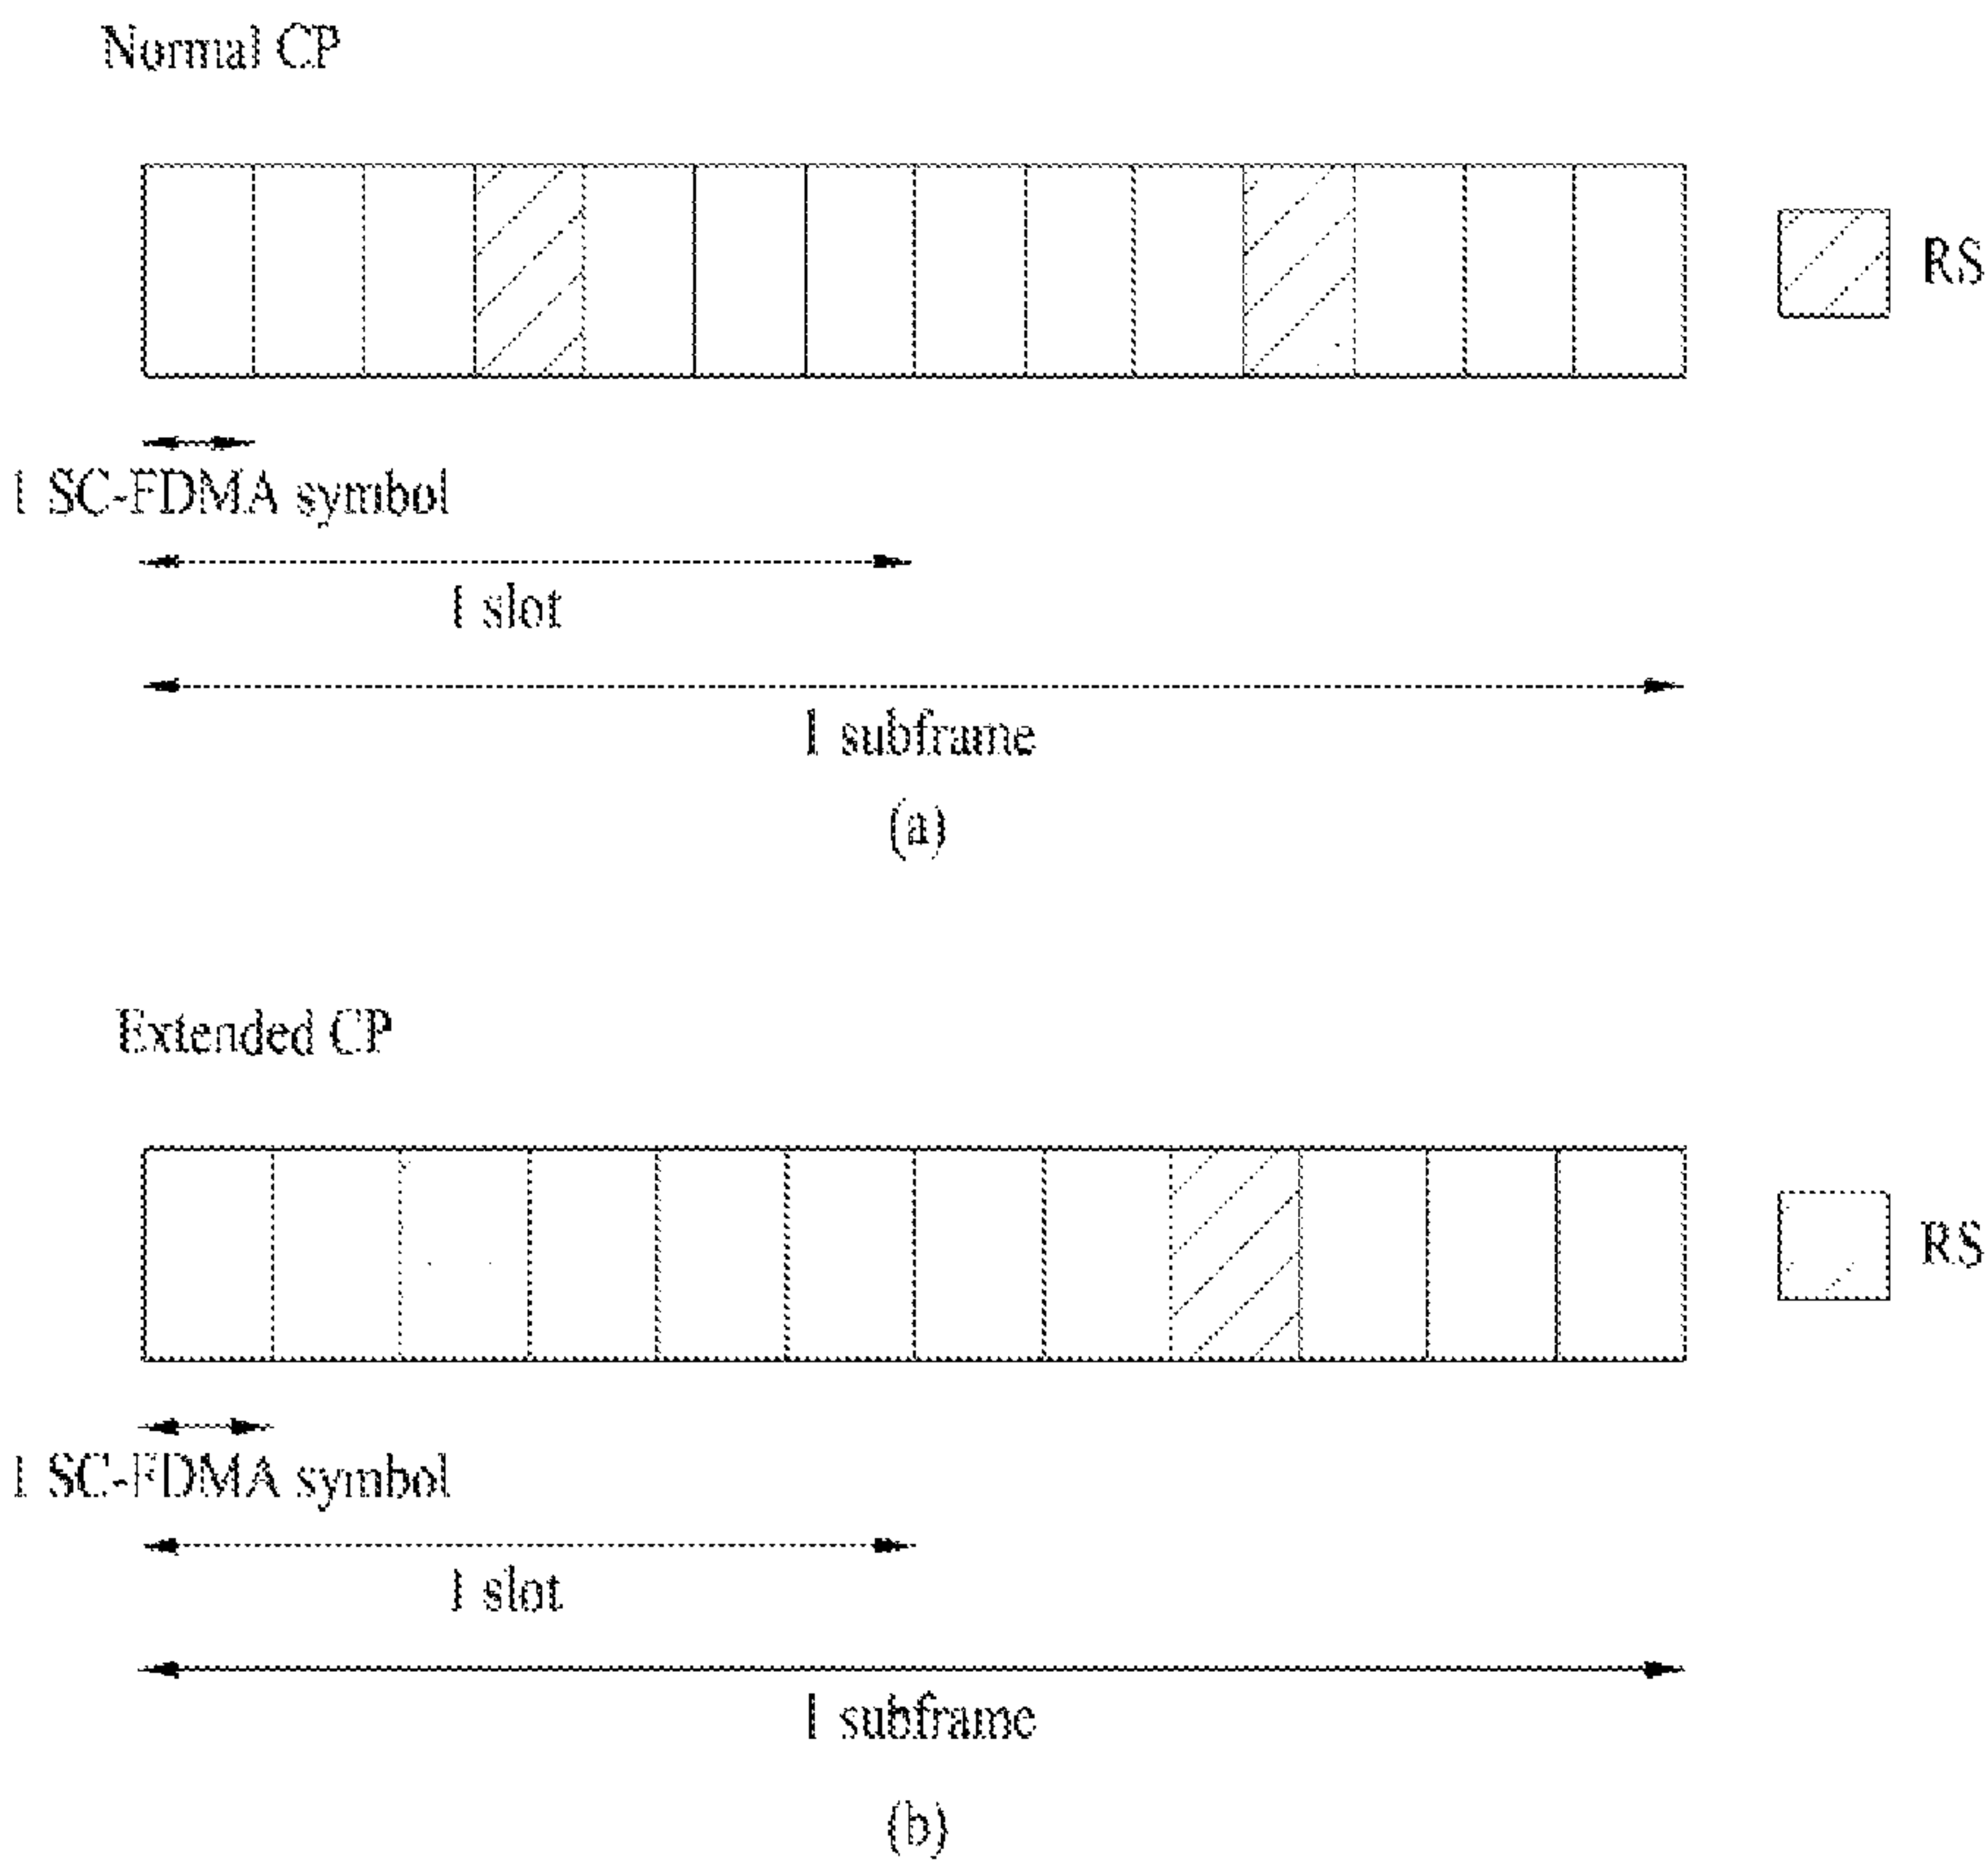 Normal CP
RS
1 SC-FDMA symbol
1 slot
1 subframe
(a)
Extended CP
RS
1 SC-FDMA symbol
1 slot
1 subframe
(b)